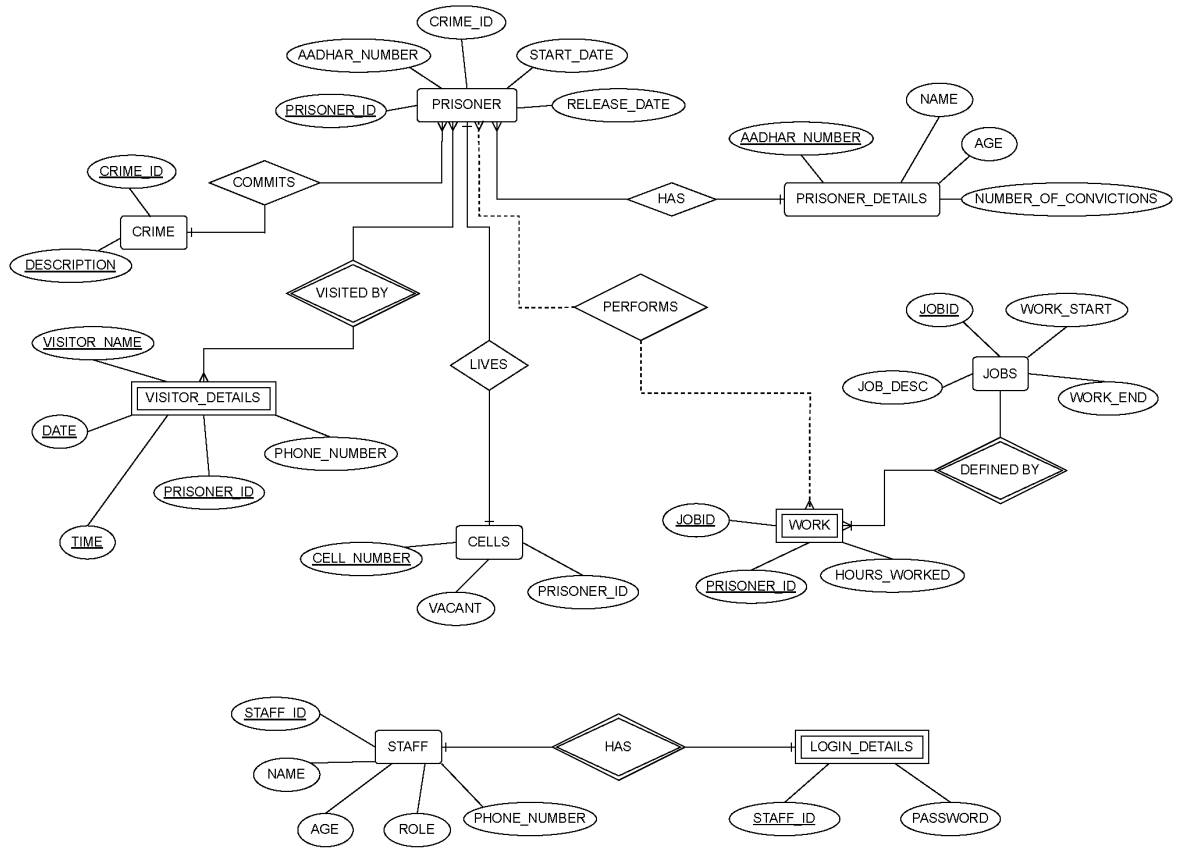 CRIME_ID
AADHAR_NUMBER
START_DATE
PRISONER_ID
PRISONER
RELEASE_DATE
NAME
AADHAR_NUMBER
AGE
CRIME_ID
COMMITS
HAS
PRISONER_DETAILS
NUMBER_OF_CONVICTIONS
CRIME
DESCRIPTION
VISITED BY
PERFORMS
JOBID
WORK_START
VISITOR_NAME
LIVES
JOBS
JOB_DESC
WORK_END
VISITOR_DETAILS
DATE
PHONE_NUMBER
DEFINED BY
PRISONER_ID
JOBID
WORK
TIME
CELLS
CELL_NUMBER
HOURS_WORKED
PRISONER_ID
PRISONER_ID
VACANT
STAFF_ID
STAFF
HAS
LOGIN_DETAILS
NAME
PHONE_NUMBER
STAFF_ID
PASSWORD
AGE
ROLE